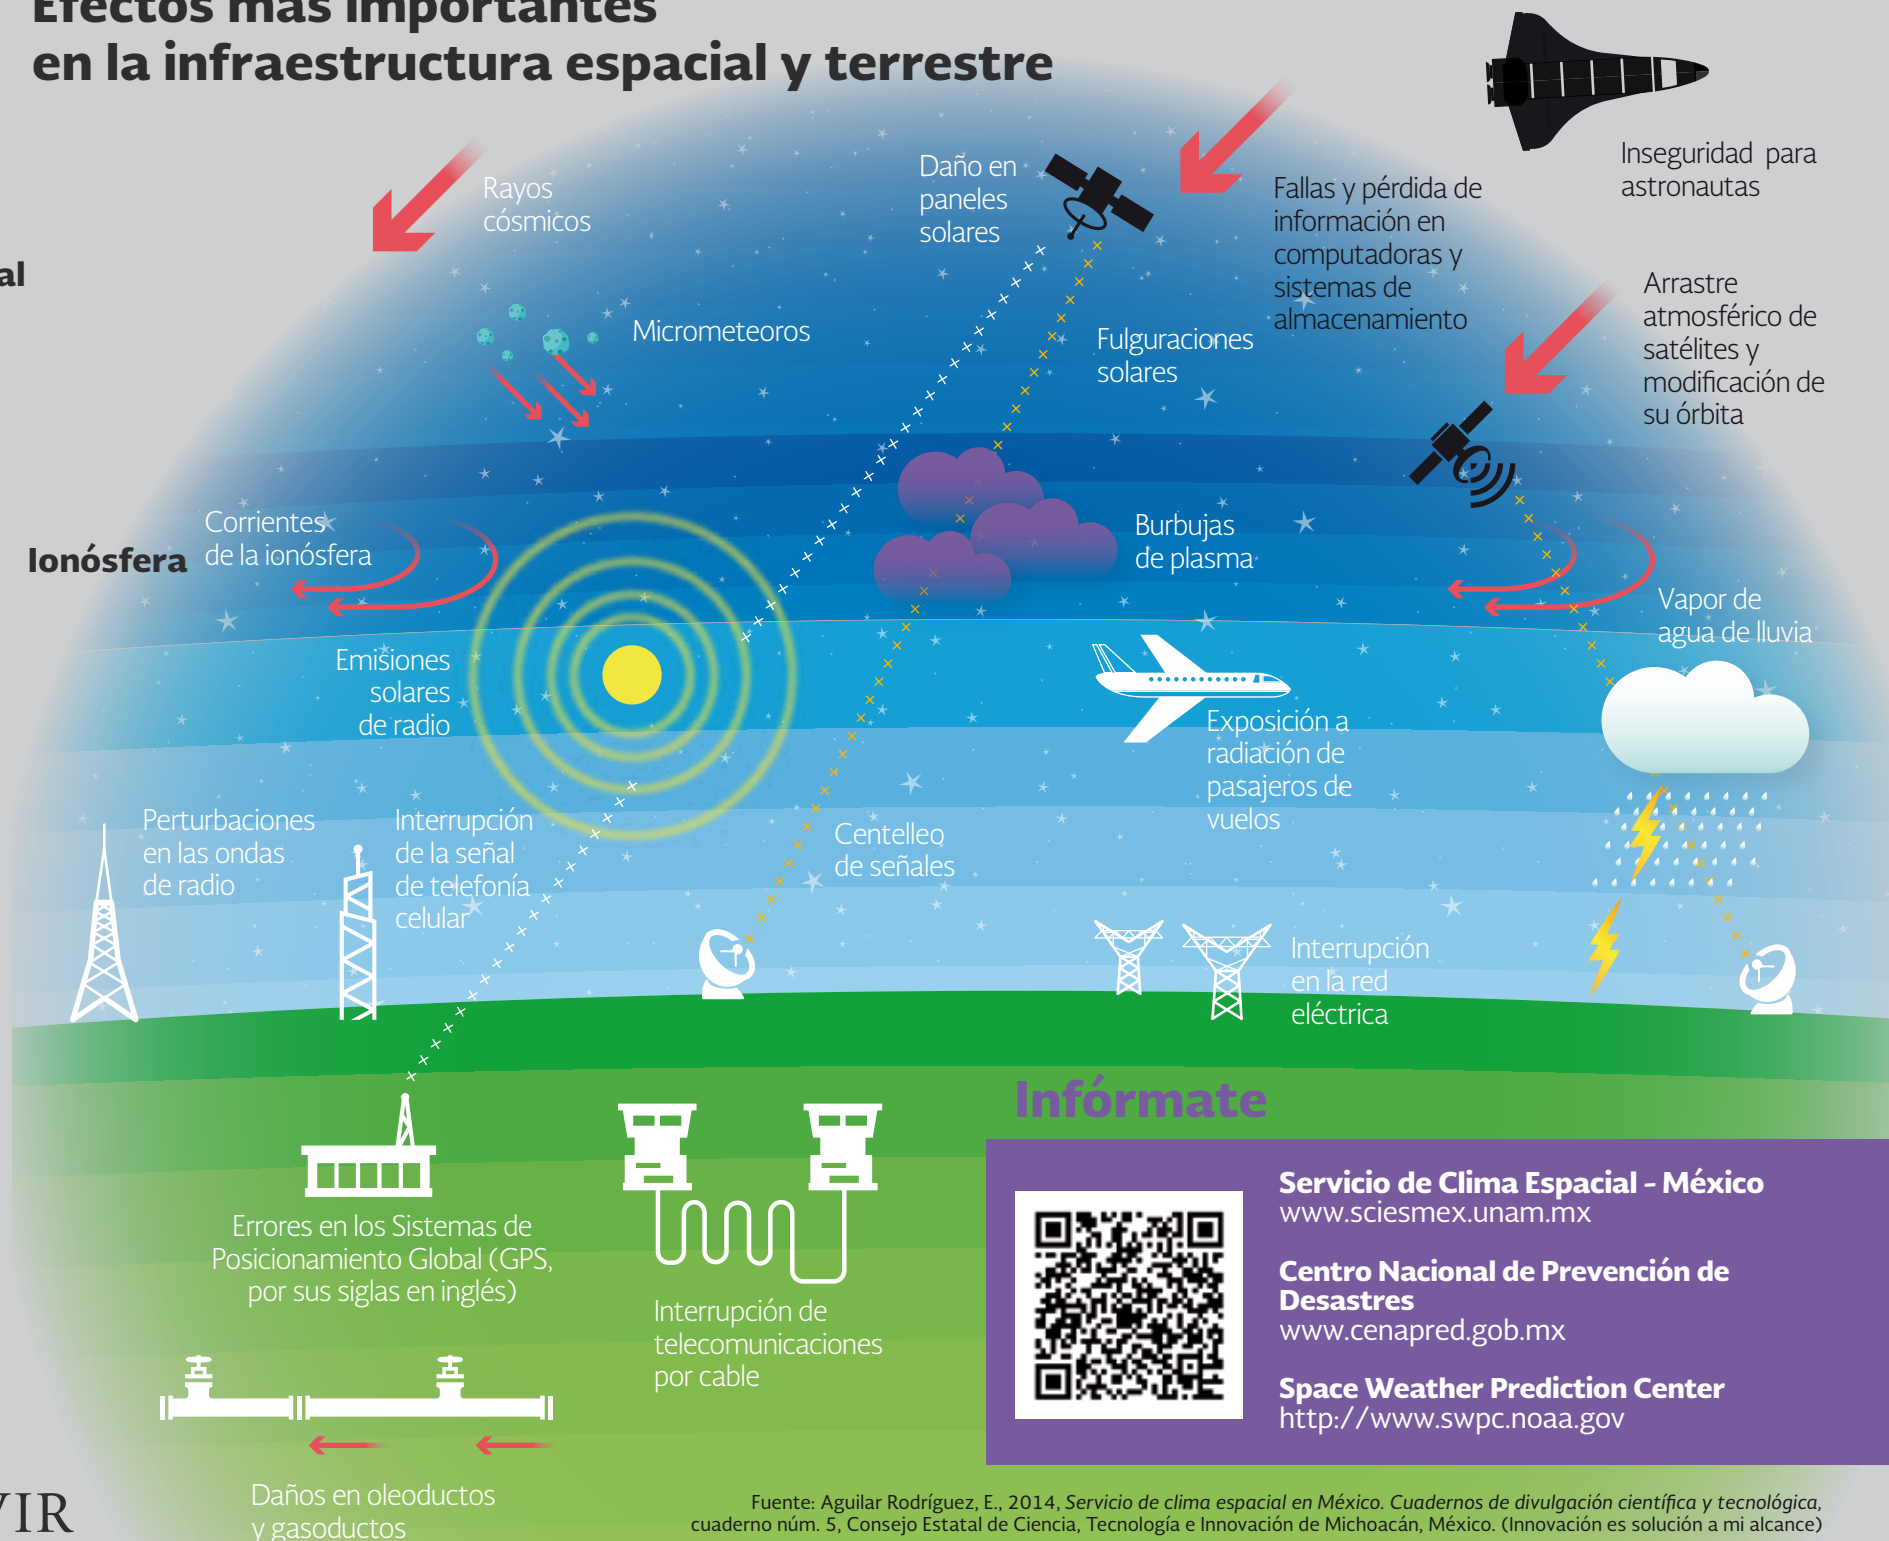 Efectos más importantes
en la infraestructura espacial y terrestre
Inseguridad para
astronautas
Rayos
cósmicos
Daño en
paneles
solares
Fallas y pérdida de
información en
computadoras y
sistemas de
almacenamiento
al
Arrastre
atmosférico de
satélites y
modificación de
su órbita
Micrometeoros
Fulguraciones
solares
Ionósfera
Corrientes
de la ionósfera
Burbujas
de plasma
Vapor de
agua de lluvia
Emisiones
solares
de radio
Exposición a
radiación de
pasajeros de
vuelos
Perturbaciones
en las ondas
de radio
Interrupción
de la señal
de telefonía
celular
Centelleo
de señales
Interrupción
en la red
eléctrica
Errores en los Sistemas de
Posicionamiento Global (GPS,
por sus siglas en inglés)
Interrupción de
telecomunicaciones
por cable
Daños en oleoductos
y gasoductos
Infórmate
Servicio de Clima Espacial - México
www.sciesmex.unam.mx
Centro Nacional de Prevención de
Desastres
www.cenapred.gob.mx
Space Weather Prediction Center
http://www.swpc.noaa.gov
VIR
Fuente: Aguilar Rodríguez, E., 2014, Servicio de clima espacial en México. Cuadernos de divulgación científica y tecnológica,
cuaderno núm. 5, Consejo Estatal de Ciencia, Tecnología e Innovación de Michoacán, México. (Innovación es solución a mi alcance)